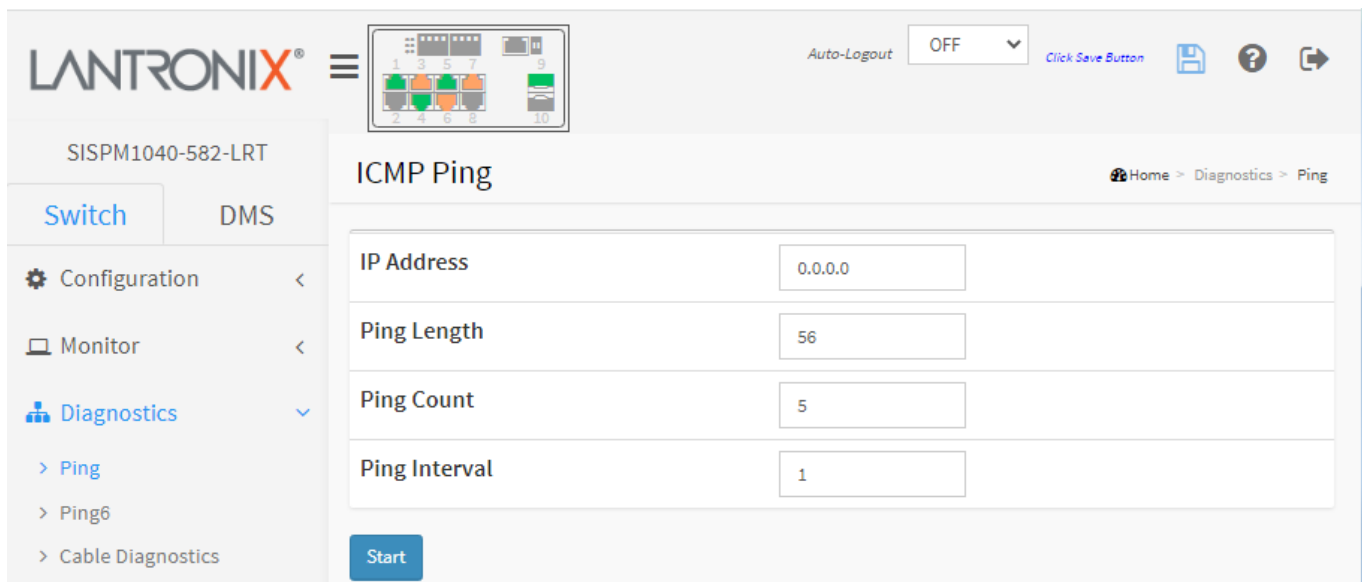 LANTRONIX®
1 3 5 7 9
2 4 6 8 10
Auto-Logout OFF Click Save Button
SISPM1040-582-LRT
Switch DMS
Configuration
Monitor
Diagnostics
> Ping
> Ping6
> Cable Diagnostics
ICMP Ping
Home > Diagnostics > Ping
IP Address 0.0.0.0
Ping Length 56
Ping Count 5
Ping Interval 1
Start